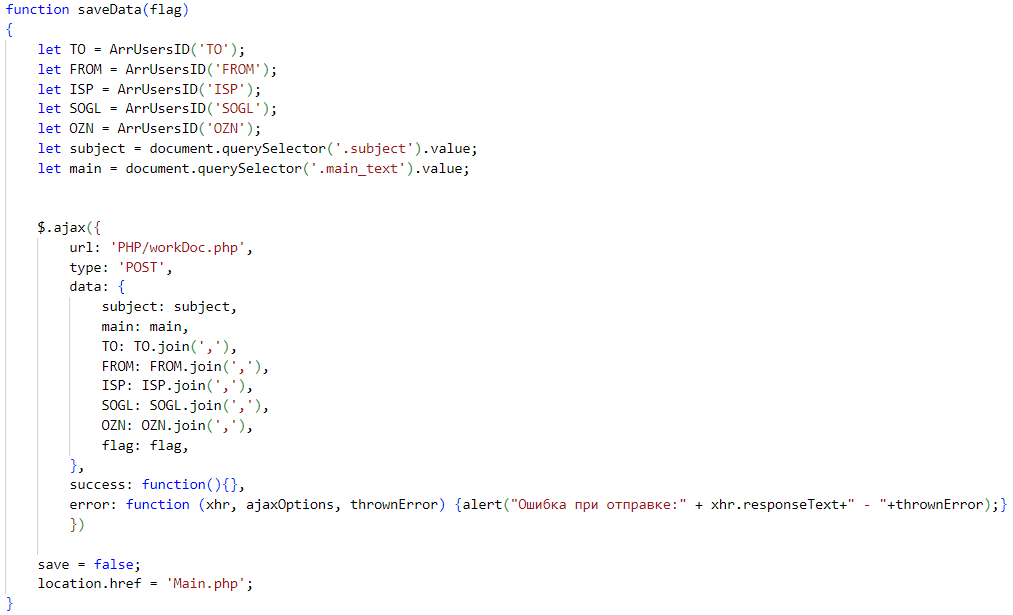 function saveData(flag)
{
let TO = ArrUsersID('TO');
let FROM = ArrUsersID('FROM');
let ISP = ArrUsersID('ISP');
let SOGL = ArrUsersID('SOGL');
let OZN = ArrUsersID('OZN');
let subject = document.querySelector('.subject').value;
let main = document.querySelector('.main_text').value;
$.ajax({
url: 'PHP/workDoc.php',
type: 'POST',
data: {
subject: subject,
main: main,
TO: TO.join(','),
FROM: FROM.join(','),
ISP: ISP.join(','),
SOGL: SOGL.join(','),
OZN: OZN.join(','),
flag: flag,
},
success: function(){},
error: function (xhr, ajaxOptions, thrownError) {alert("Ошибка при отправке:" + xhr.responseText+" - "+thrownError);}
})
save = false;
location.href = 'Main.php';
}